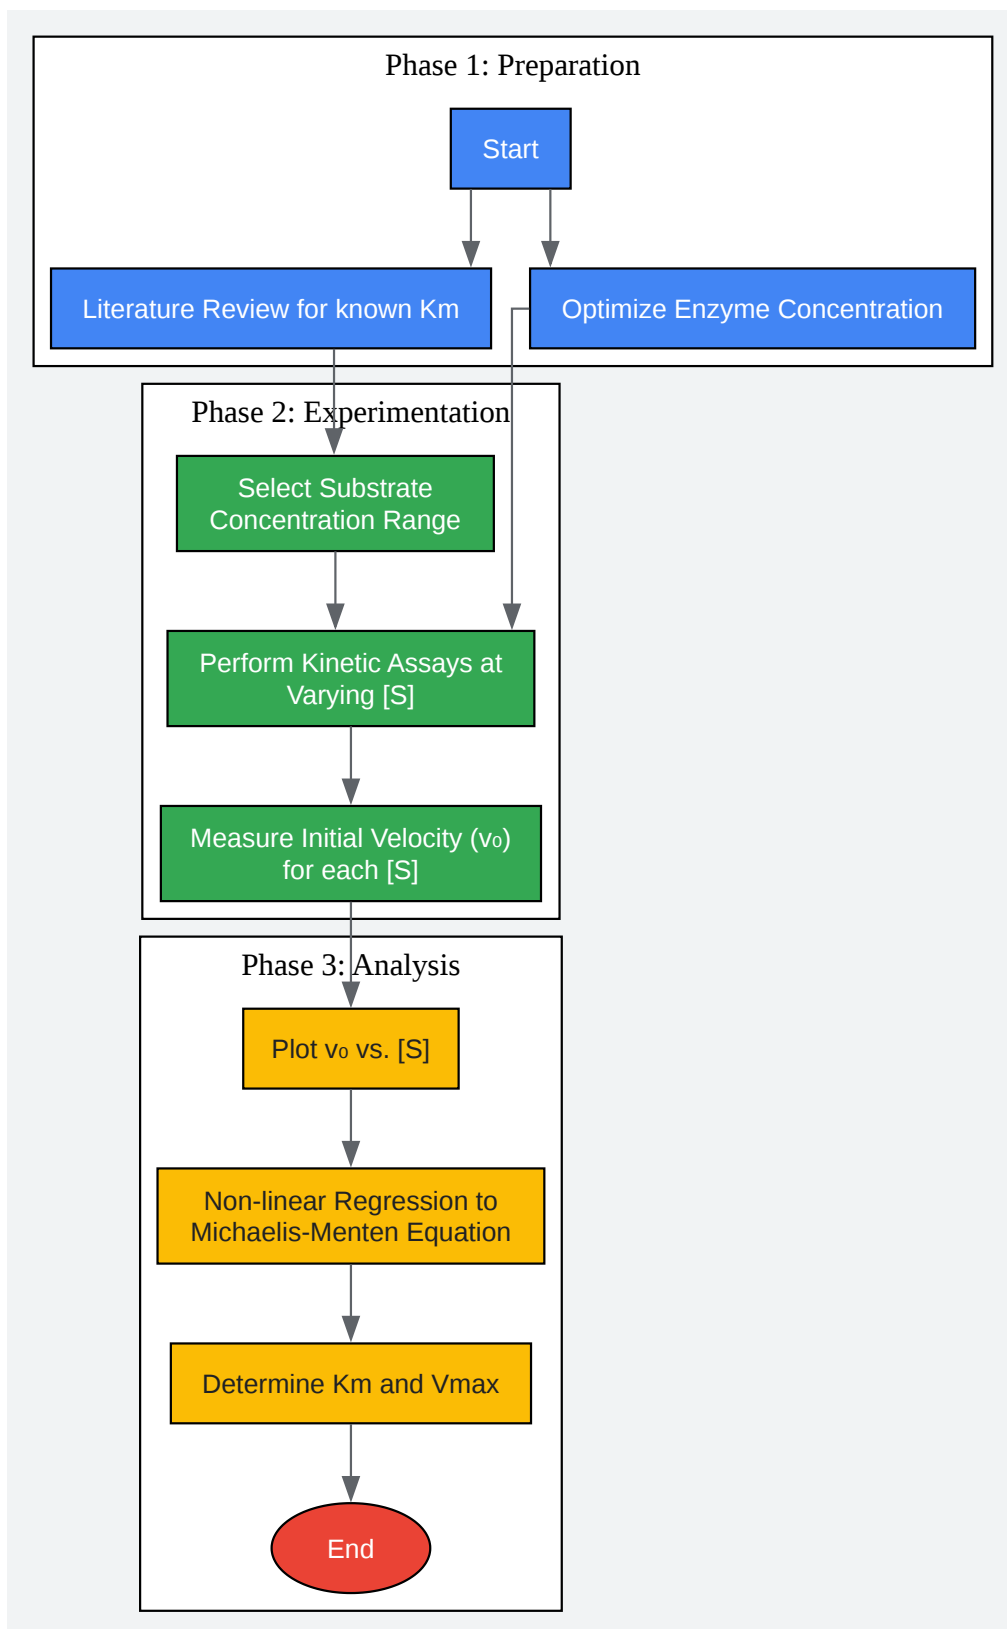 Phase 1: Preparation
Start
Literature Review for known Km
Optimize Enzyme Concentration
Phase 2: Experimentation
Select Substrate
Concentration Range
Perform Kinetic Assays at
Varying [S]
Measure Initial Velocity (v₀)
for each [S]
Phase 3: Analysis
Plot v₀ vs. [S]
Non-linear Regression to
Michaelis-Menten Equation
Determine Km and Vmax
End